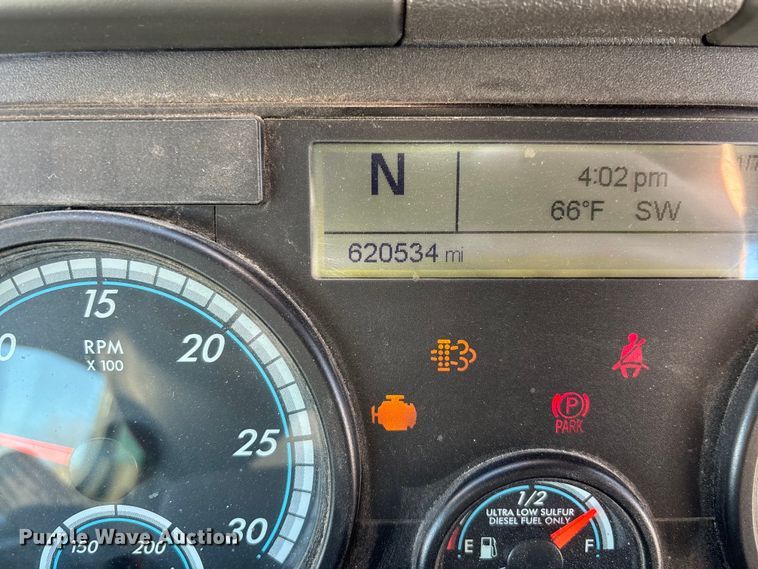 N
4:02 pm
66°F SW
620534 mi
15
20
25
30
RPM
X 100
P
PARK
1/2
ULTRA LOW SULFUR
DIESEL FUEL ONLY
E F
150 200
Purple Wave Auction